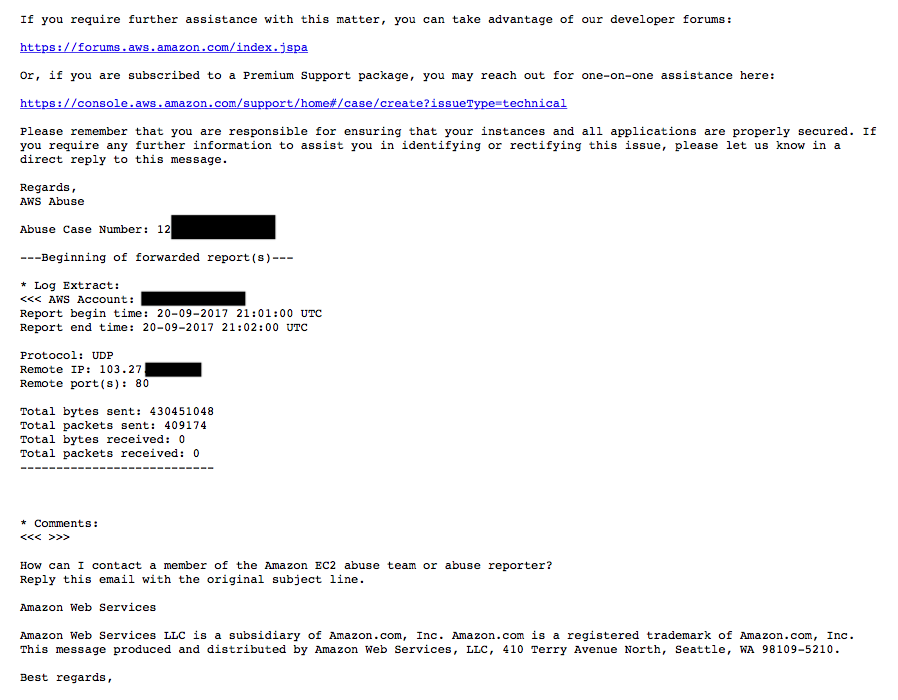 If you require further assistance with this matter, you can take advantage of our developer forums:
https://forums.aws.amazon.com/index.jspa
Or, if you are subscribed to a Premium Support package, you may reach out for one-on-one assistance here:
https://console.aws.amazon.com/support/home#/case/create?issueType=technical
Please remember that you are responsible for ensuring that your instances and all applications are properly secured. If
you require any further information to assist you in identifying or rectifying this issue, please let us know in a
direct reply to this message.
Regards,
AWS Abuse
Abuse Case Number: 12
---Beginning of forwarded report(s)---
* Log Extract:
<<< AWS Account:
Report begin time: 20-09-2017 21:01:00 UTC
Report end time: 20-09-2017 21:02:00 UTC
Protocol: UDP
Remote IP: 103.27
Remote port(s): 80
Total bytes sent: 430451048
Total packets sent: 409174
Total bytes received: 0
Total packets received: 0
---------------------------
* Comments:
<<< >>>
How can I contact a member of the Amazon EC2 abuse team or abuse reporter?
Reply this email with the original subject line.
Amazon Web Services
Amazon Web Services LLC is a subsidiary of Amazon.com, Inc. Amazon.com is a registered trademark of Amazon.com, Inc.
This message produced and distributed by Amazon Web Services, LLC, 410 Terry Avenue North, Seattle, WA 98109-5210.
Best regards,